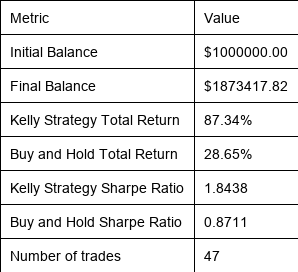 Metric Value
Initial Balance $1000000.00
Final Balance $1873417.82
Kelly Strategy Total Return 87.34%
Buy and Hold Total Return 28.65%
Kelly Strategy Sharpe Ratio 1.8438
Buy and Hold Sharpe Ratio 0.8711
Number of trades 47